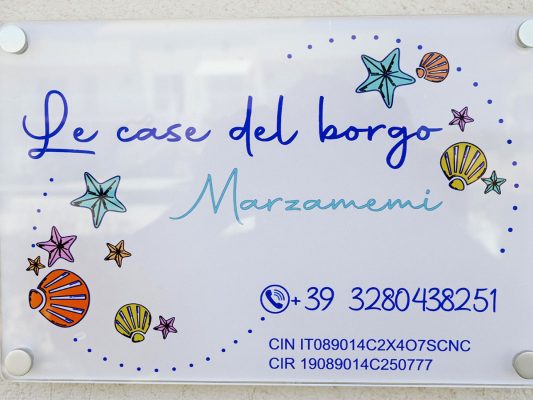 Le case del borgo
Marzamemi
+39 3280438251
CIN IT089014C2X4O7SCNC
CIR 19089014C250777